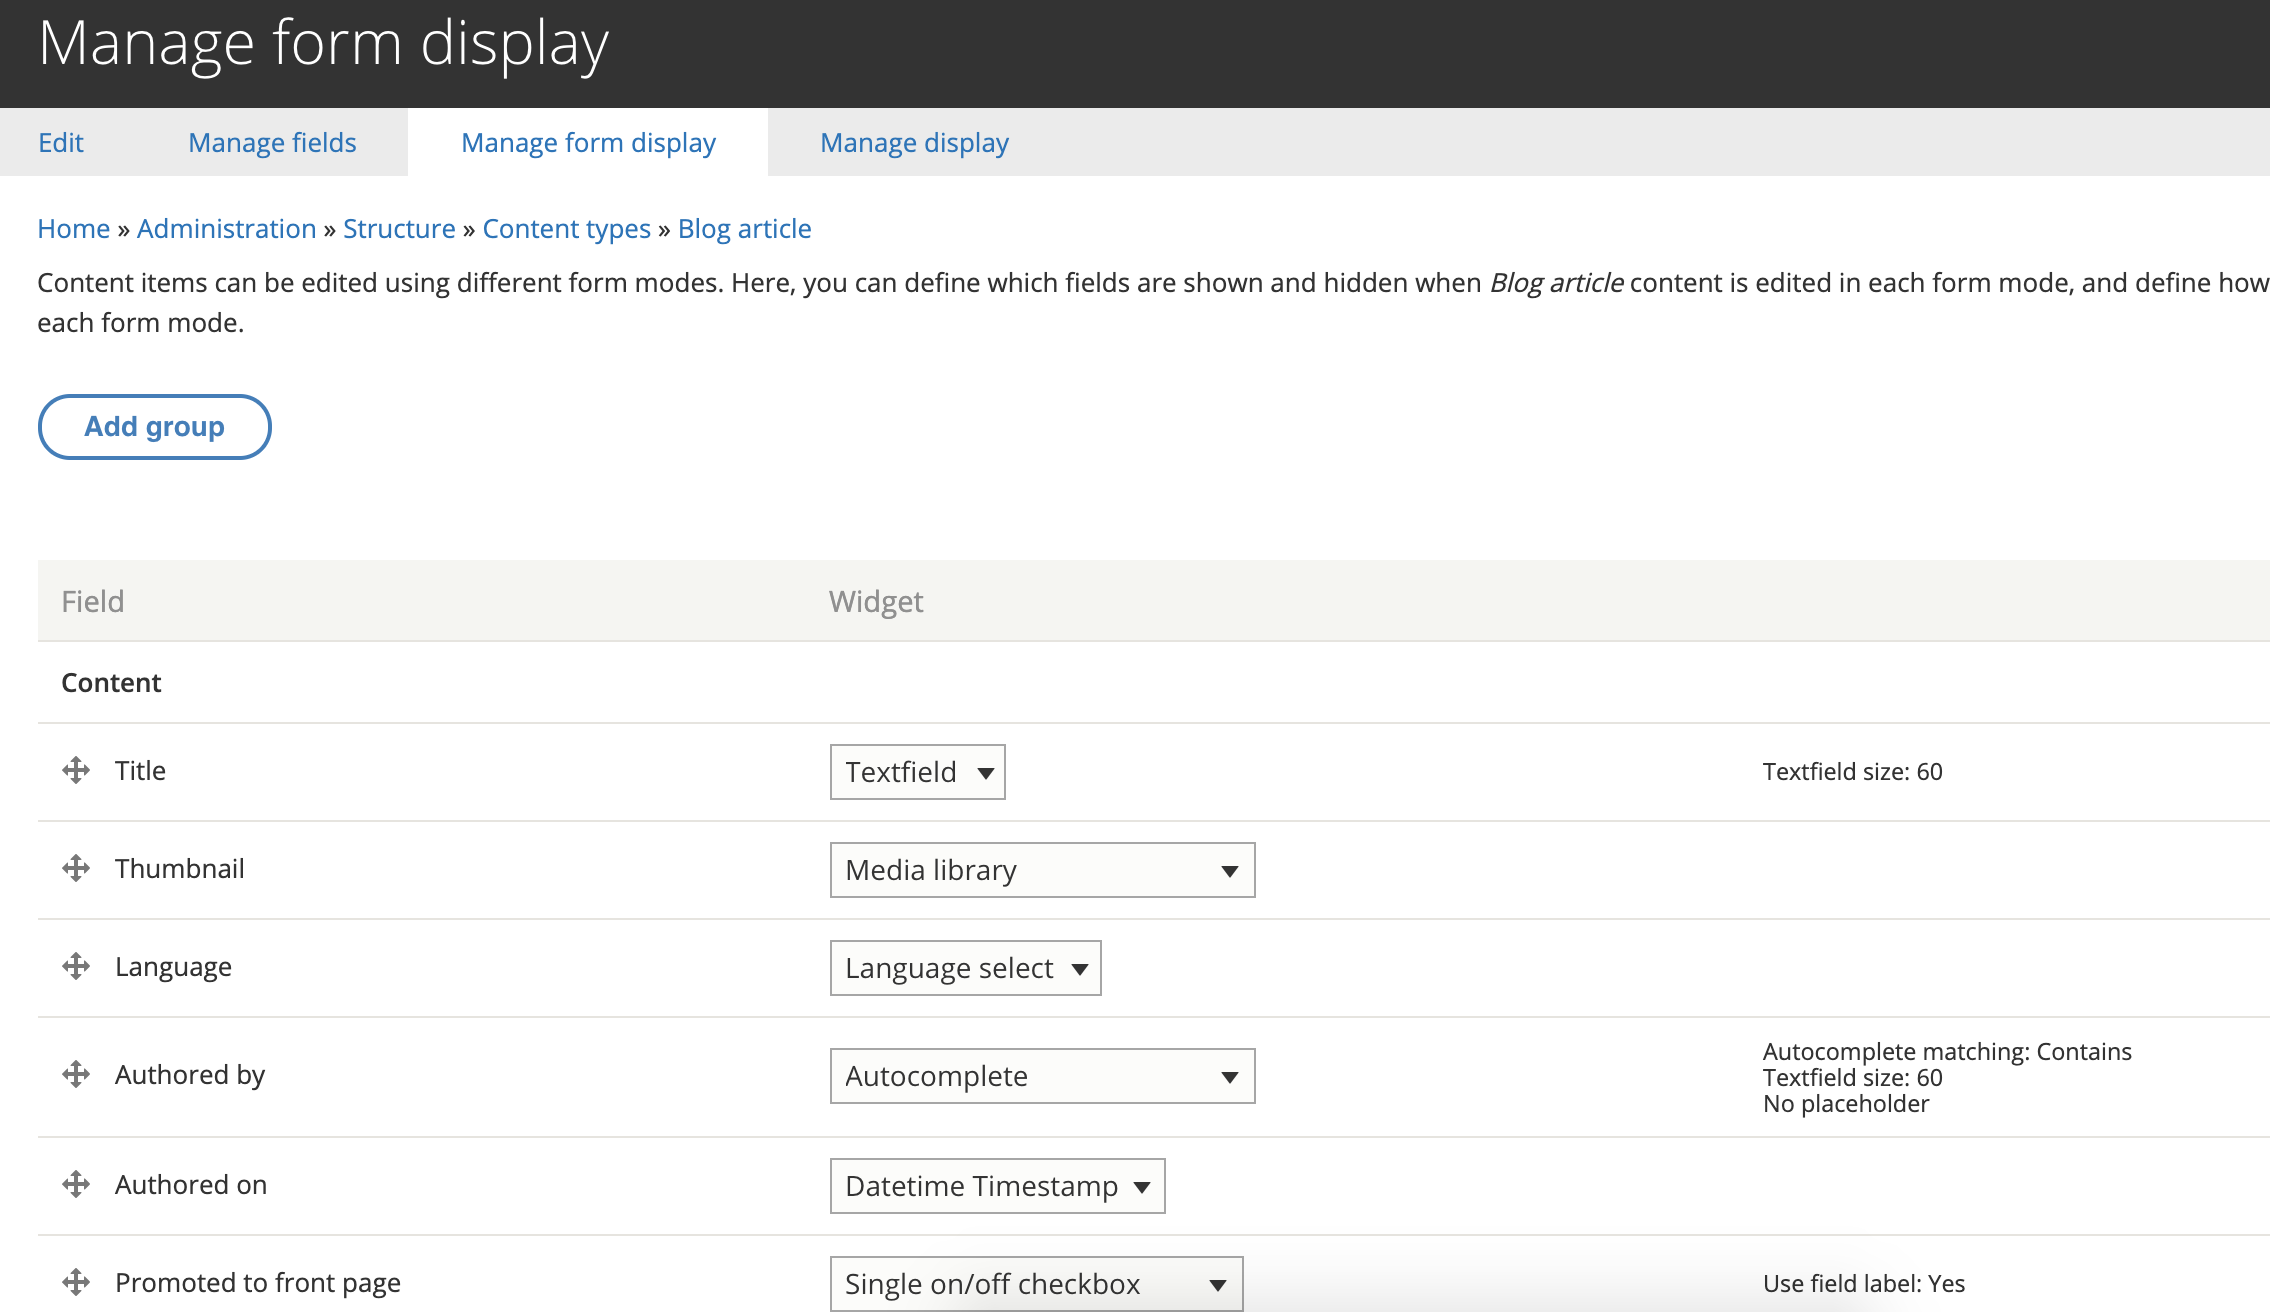 Manage form display
Edit Manage fields Manage form display Manage display
Home » Administration » Structure » Content types » Blog article
Content items can be edited using different form modes. Here, you can define which fields are shown and hidden when Blog article content is edited in each form mode, and define how
each form mode.
Add group
Field Widget
Content
Title Textfield Textfield size: 60
Thumbnail Media library
Language Language select
Authored by Autocomplete Autocomplete matching: Contains
Textfield size: 60
No placeholder
Authored on Datetime Timestamp
Promoted to front page Single on/off checkbox Use field label: Yes